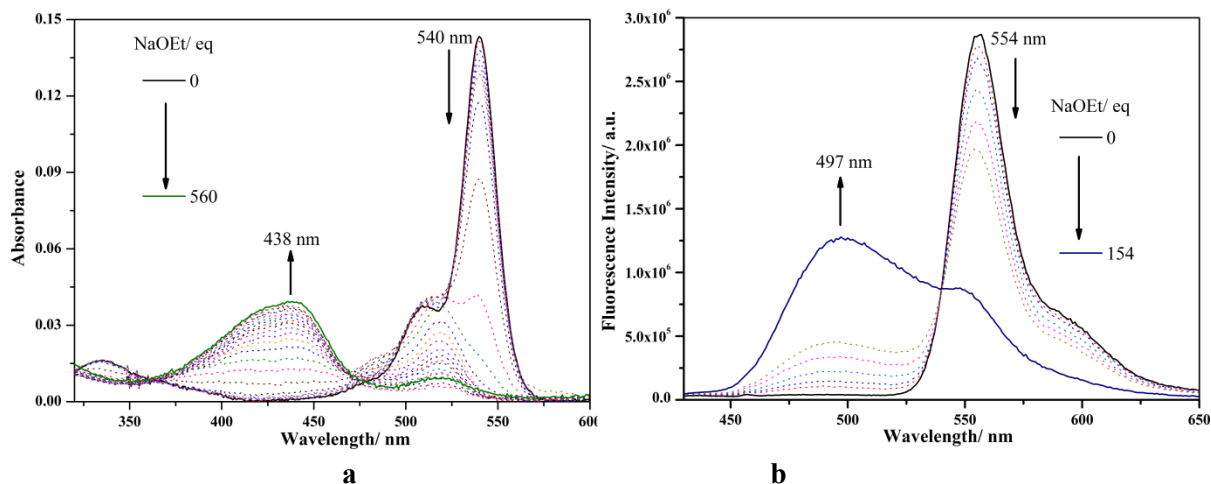 NaOEt/ eq
0
560
540 nm
438 nm
Absorbance
0.15
0.12
0.09
0.06
0.03
0.00
350
400
450
500
550
600
Wavelength/ nm
a
554 nm
NaOEt/ eq
0
154
497 nm
Fluorescence Intensity/ a.u.
3.0x10⁶
2.5x10⁶
2.0x10⁶
1.5x10⁶
1.0x10⁶
5.0x10⁵
0.0
450
500
550
600
650
Wavelength/ nm
b